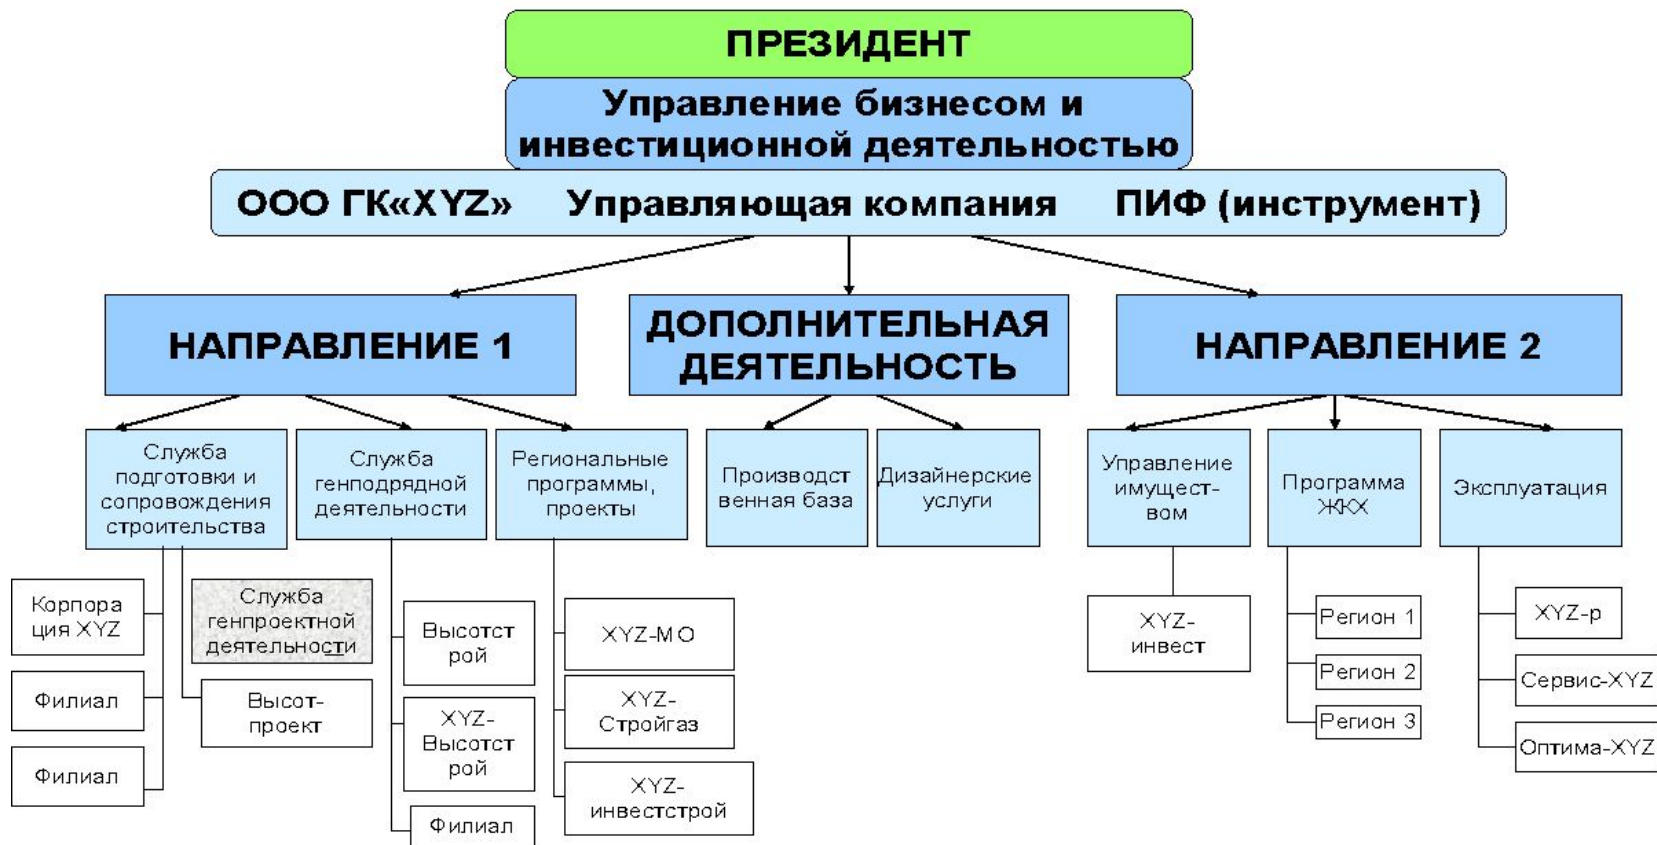 ПРЕЗИДЕНТ
Управление бизнесом и
инвестиционной деятельностью
ООО ГК«XYZ» Управляющая компания ПИФ (инструмент)
НАПРАВЛЕНИЕ 1
ДОПОЛНИТЕЛЬНАЯ
ДЕЯТЕЛЬНОСТЬ
НАПРАВЛЕНИЕ 2
Служба
подготовки и
сопровождения
строительства
Служба
генподрядной
деятельности
Региональные
программы,
проекты
Производст
венная база
Дизайнерские
услуги
Управление
имущест-
вом
Программа
ЖКХ
Эксплуатация
Корпора
ция XYZ
Филиал
Филиал
Служба
генпроектной
деятельности
Высот-
проект
Высотст
рой
XYZ-
Высотст
рой
Филиал
XYZ-МО
XYZ-
Стройгаз
XYZ-
инвестстрой
XYZ-
инвест
Регион 1
Регион 2
Регион 3
XYZ-р
Сервис-XYZ
Оптима-XYZ